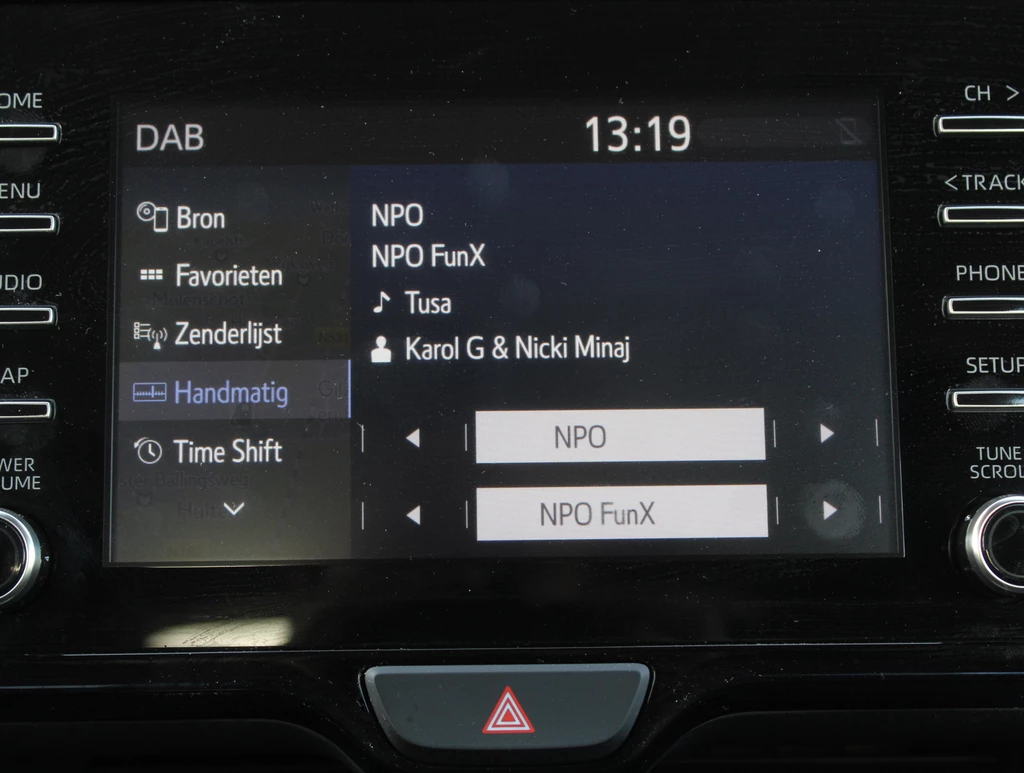 DAB
13:19
Bron
Favorieten
Zenderlijst
Handmatig
Time Shift
NPO
NPO FunX
Tusa
Karol G & Nicki Minaj
NPO
NPO FunX
OME
ENU
DIO
AP
WER
UME
CH >
< TRACK
PHONE
SETUP
TUNE
SCROL